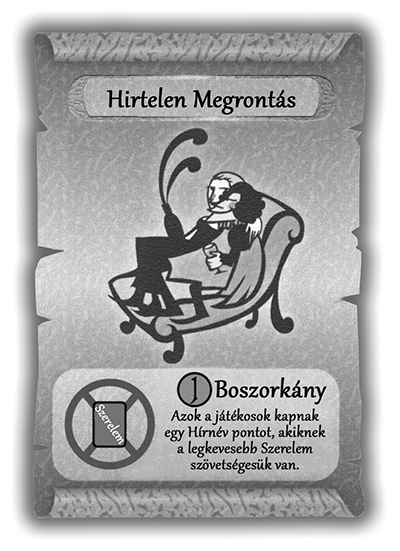 Hirtelen Megrontás
Szerelem
1 Boszorkány
Azok a játékosok kapnak
egy Hírnév pontot, akiknek
a legkevesebb Szerelem
szövetségesük van.